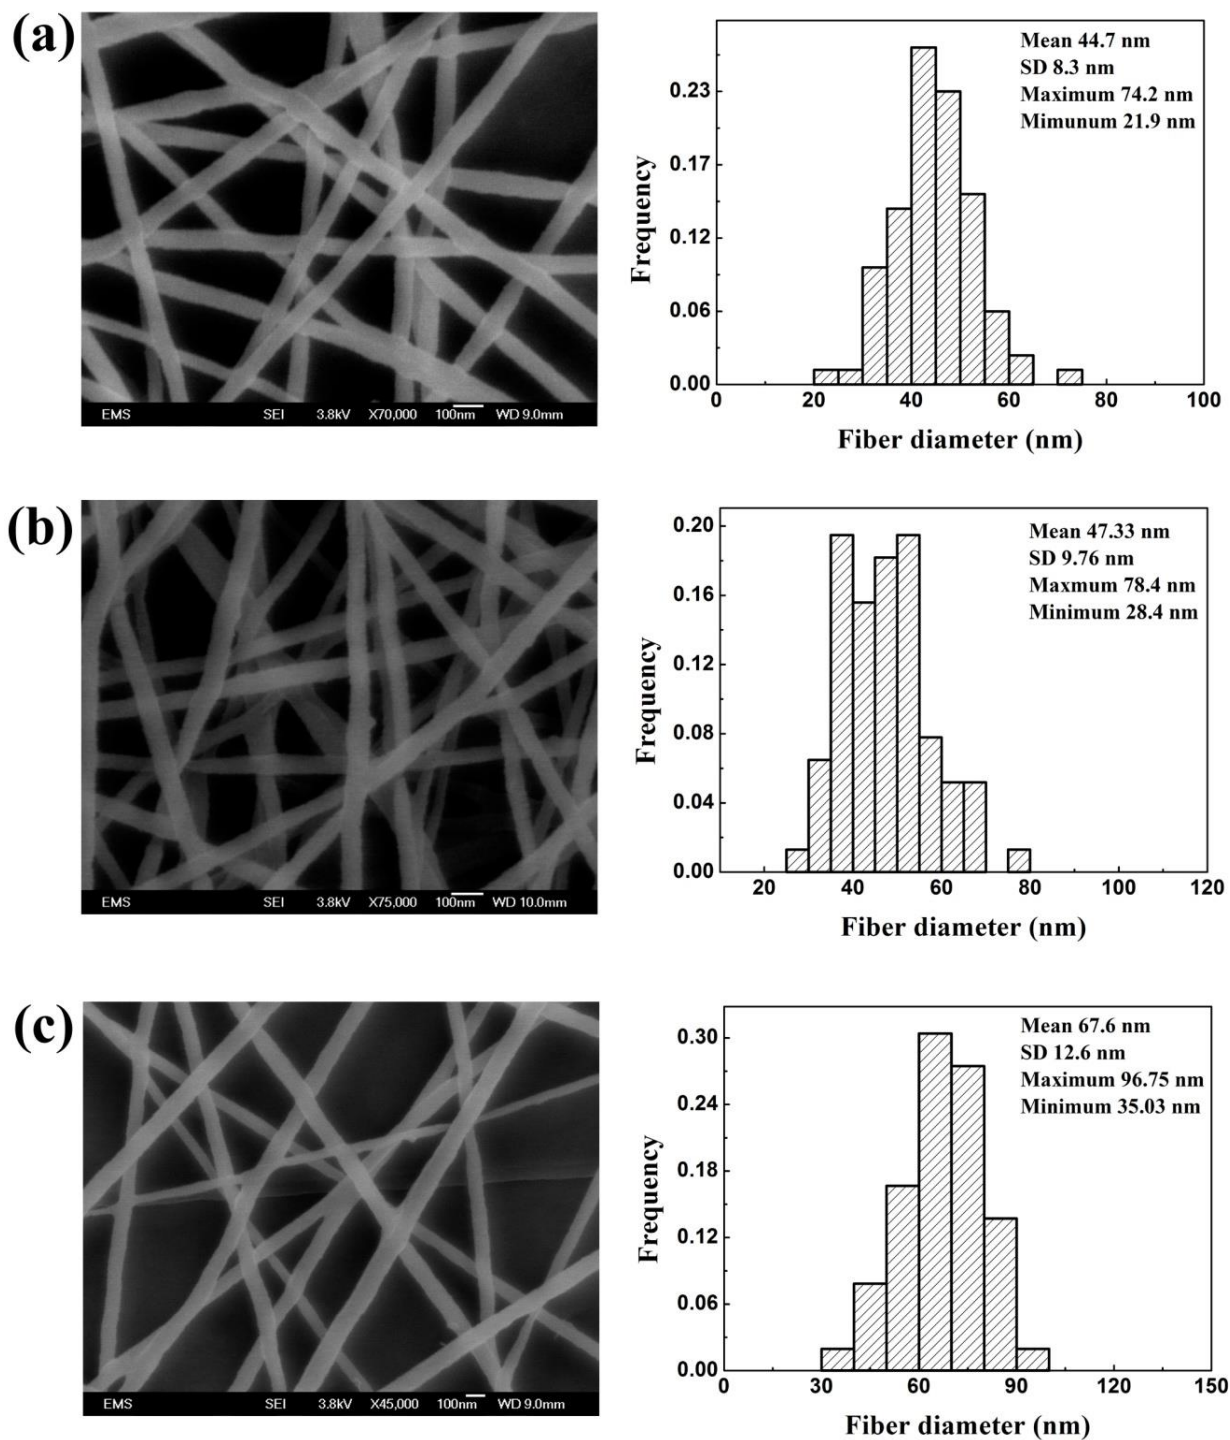 (a)
EMS SEI 3.8kV X70,000 100nm WD 9.0mm
Mean 44.7 nm
SD 8.3 nm
Maximum 74.2 nm
Mimunum 21.9 nm
Frequency
0.23
0.17
0.12
0.06
0.00
0 20 40 60 80 100
Fiber diameter (nm)
(b)
EMS SEI 3.8kV X75,000 100nm WD 10.0mm
Mean 47.33 nm
SD 9.76 nm
Maxmum 78.4 nm
Minimum 28.4 nm
Frequency
0.20
0.16
0.12
0.08
0.04
0.00
20 40 60 80 100 120
Fiber diameter (nm)
(c)
EMS SEI 3.8kV X45,000 100nm WD 9.0mm
Mean 67.6 nm
SD 12.6 nm
Maximum 96.75 nm
Minimum 35.03 nm
Frequency
0.30
0.24
0.18
0.12
0.06
0.00
0 30 60 90 120 150
Fiber diameter (nm)